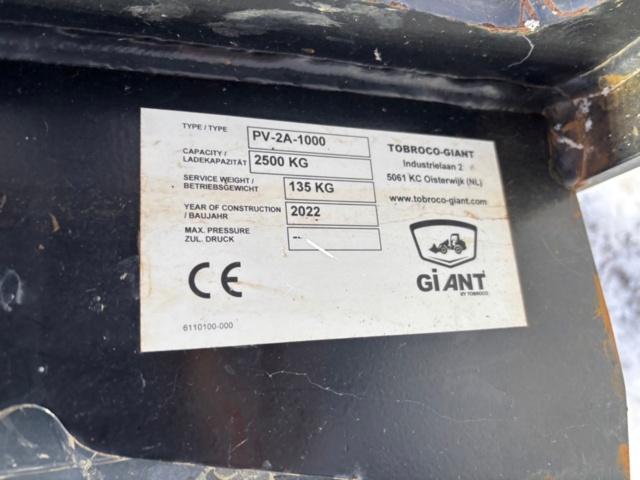 TYPE / TYPE PV-2A-1000
CAPACITY / LADEKAPAZITÄT 2500 KG
SERVICE WEIGHT / BETRIEBSGEWICHT 135 KG
YEAR OF CONSTRUCTION / BAUJAHR 2022
MAX. PRESSURE ZUL. DRUCK --
CE
6110100-000
TOBROCO-GIANT
Industrielaan 2
5061 KC Oisterwijk (NL)
www.tobroco-giant.com
GiANT
BY TOBROCO